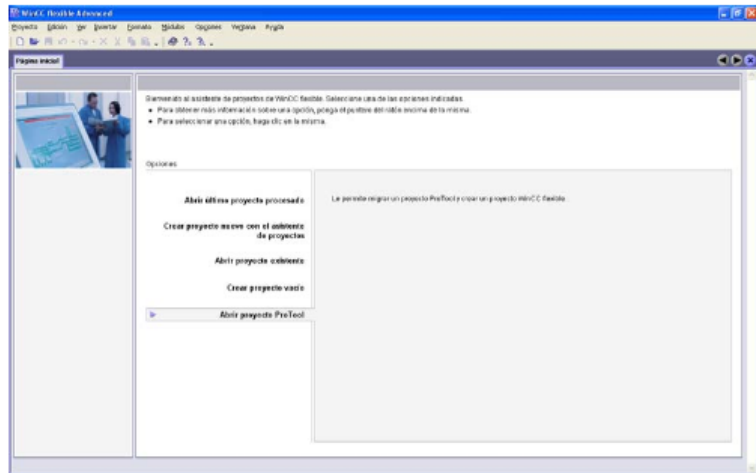 WinCC flexible Advanced
Proyecto Edición Ver Insertar Formato Módulos Opciones Ventana Ayuda
Página inicial
Bienvenido al asistente de proyectos de WinCC flexible. Seleccione una de las opciones indicadas.
• Para obtener más información sobre una opción, ponga el puntero del ratón encima de la misma.
• Para seleccionar una opción, haga clic en la misma.
Opciones
Abrir último proyecto procesado
Le permite migrar un proyecto ProTool y crear un proyecto WinCC flexible
Crear proyecto nuevo con el asistente
de proyectos
Abrir proyecto existente
Crear proyecto vacío
Abrir proyecto ProTool